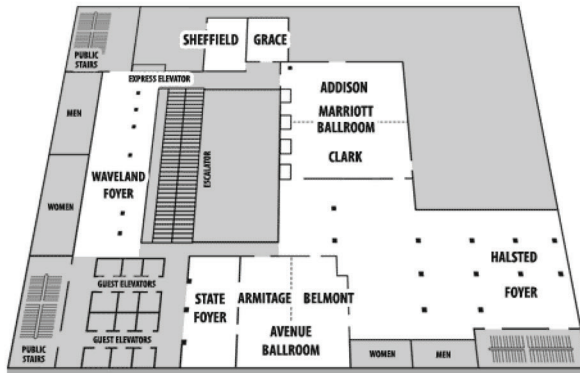 SHEFFIELD
GRACE
PUBLIC
STAIRS
EXPRESS ELEVATOR
ADDISON
MARRIOTT
BALLROOM
CLARK
MEN
WAVELAND
FOYER
ESCALATOR
WOMEN
HALSTED
FOYER
GUEST ELEVATORS
STATE
FOYER
ARMITAGE
BELMONT
AVENUE
BALLROOM
GUEST ELEVATORS
PUBLIC
STAIRS
WOMEN
MEN